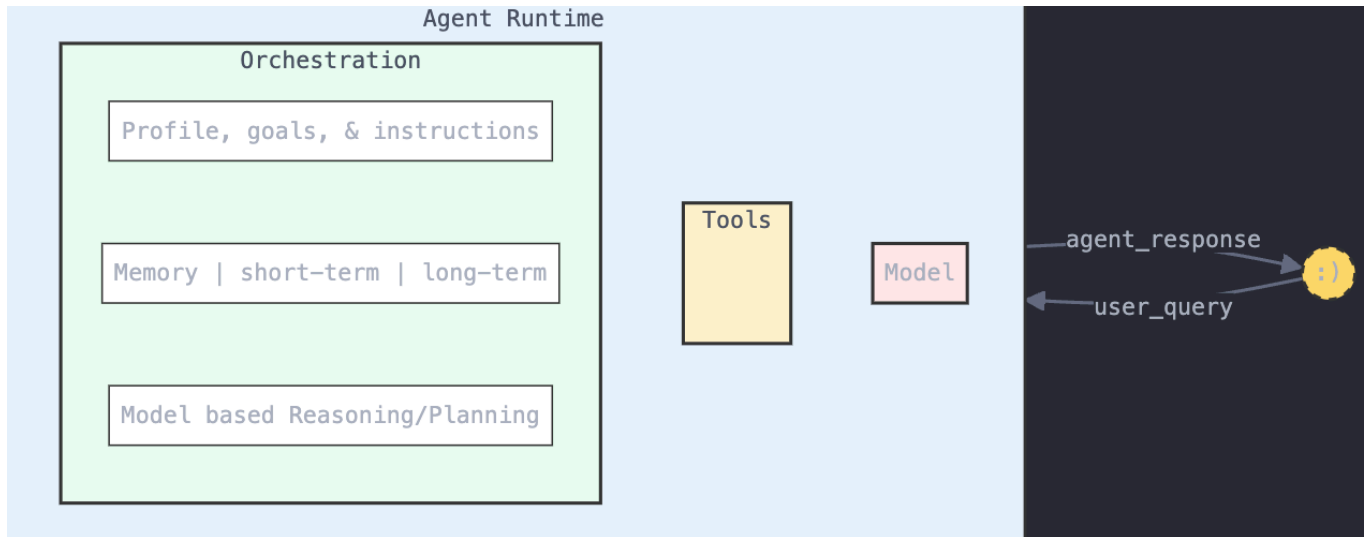 Agent Runtime
Orchestration
Profile, goals, & instructions
Memory | short-term | long-term
Model based Reasoning/Planning
Tools
Model
agent_response
:)
user_query